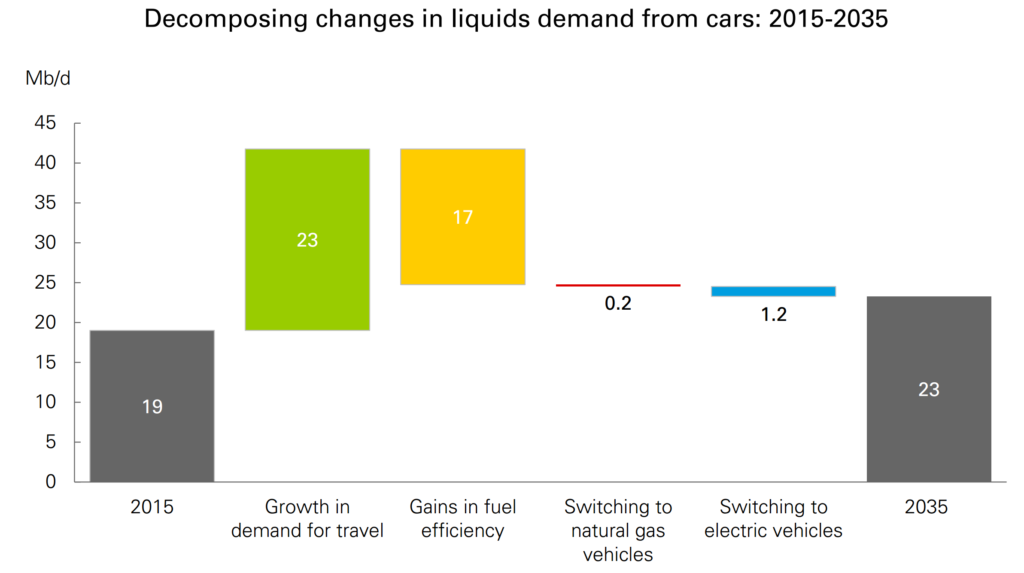 Decomposing changes in liquids demand from cars: 2015-2035
Mb/d
45
40
35
30
25
20
15
10
5
0
19
23
17
0.2
1.2
23
2015
Growth in
demand for travel
Gains in fuel
efficiency
Switching to
natural gas
vehicles
Switching to
electric vehicles
2035